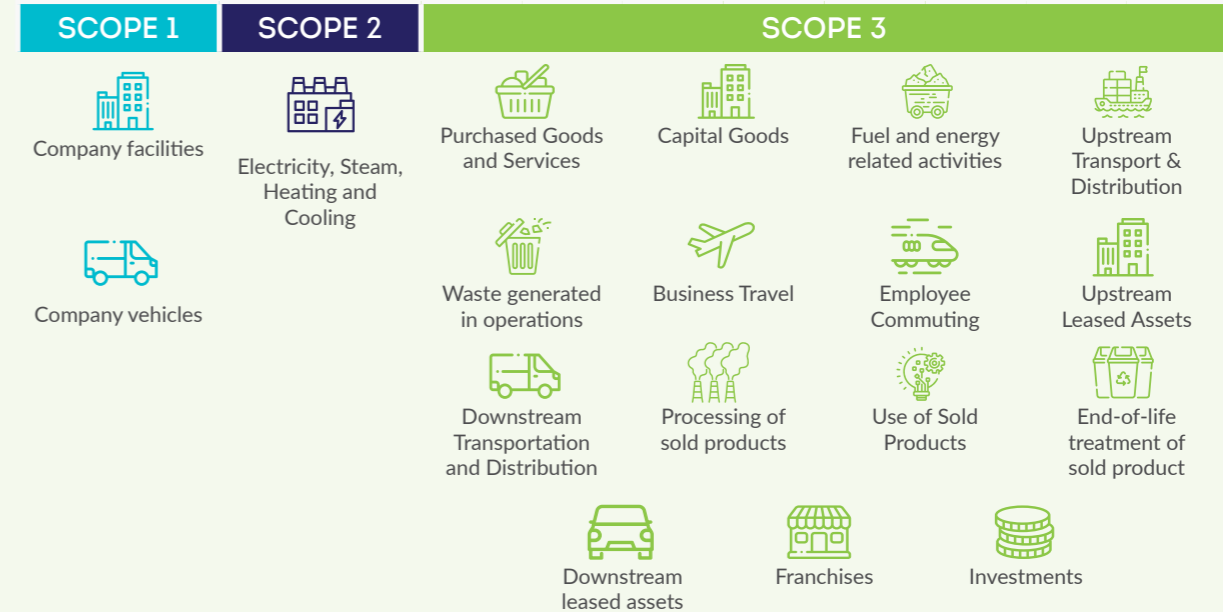 SCOPE 1
SCOPE 2
SCOPE 3
Company facilities
Company vehicles
Electricity, Steam,
Heating and
Cooling
Purchased Goods
and Services
Capital Goods
Fuel and energy
related activities
Upstream
Transport &
Distribution
Waste generated
in operations
Business Travel
Employee
Commuting
Upstream
Leased Assets
Downstream
Transportation
and Distribution
Processing of
sold products
Use of Sold
Products
End-of-life
treatment of
sold product
Downstream
leased assets
Franchises
Investments